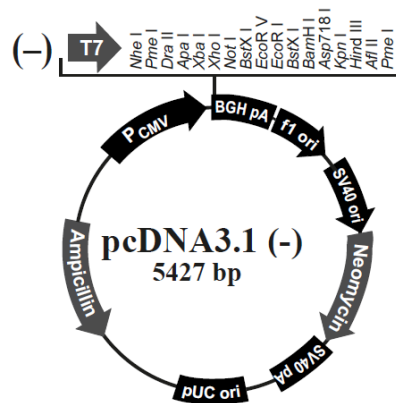 (–) T7 Nhe I Pme I Dra II Apa I Xba I Xho I Not I BstX I EcoR V EcoR I BstX I BamH I Asp718 I Kpn I Hind III Afl II Pme I
P CMV
BGH pA
f1 ori
SV40 ori
Neomycin
SV40 pA
pUC ori
Ampicillin
pcDNA3.1 (-)
5427 bp